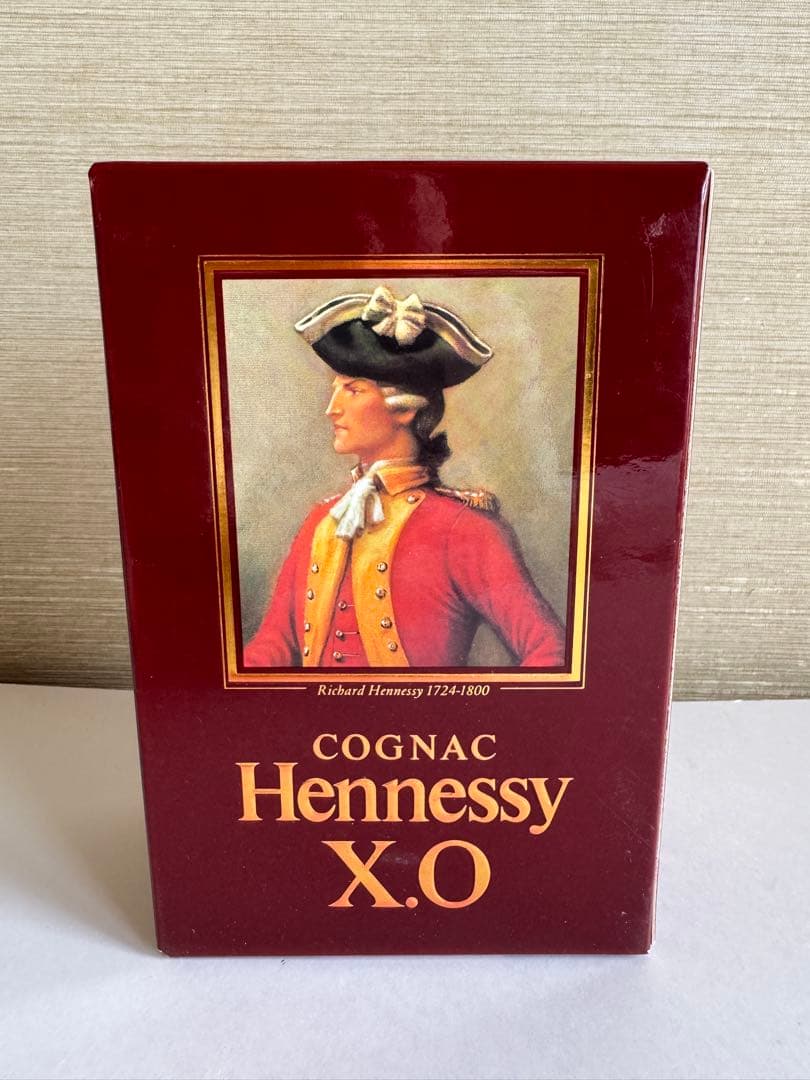 Richard Hennessy 1724-1800
COGNAC
Hennessy
X.O